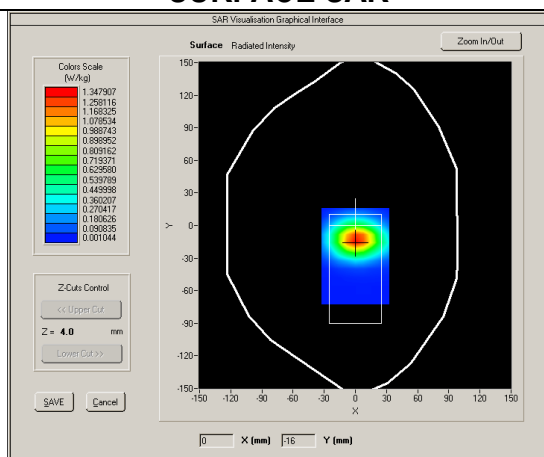 SURFACE SAR
SAR Visualisation Graphical Interface
Surface Radiated Intensity
Zoom In/Out
Colors Scale
(W/kg)
1.347907
1.258116
1.168325
1.078534
0.988743
0.898952
0.809162
0.719371
0.629580
0.539789
0.449998
0.360207
0.270417
0.180626
0.090835
0.001044
Z-Cuts Control
<< Upper Cut
Z = 4.0 mm
Lower Cut >>
SAVE Cancel
150
120
90
60
30
0
-30
-60
-90
-120
-150
Y
-150 -120 -90 -60 -30 0 30 60 90 120 150
X
0 X (mm) -16 Y (mm)